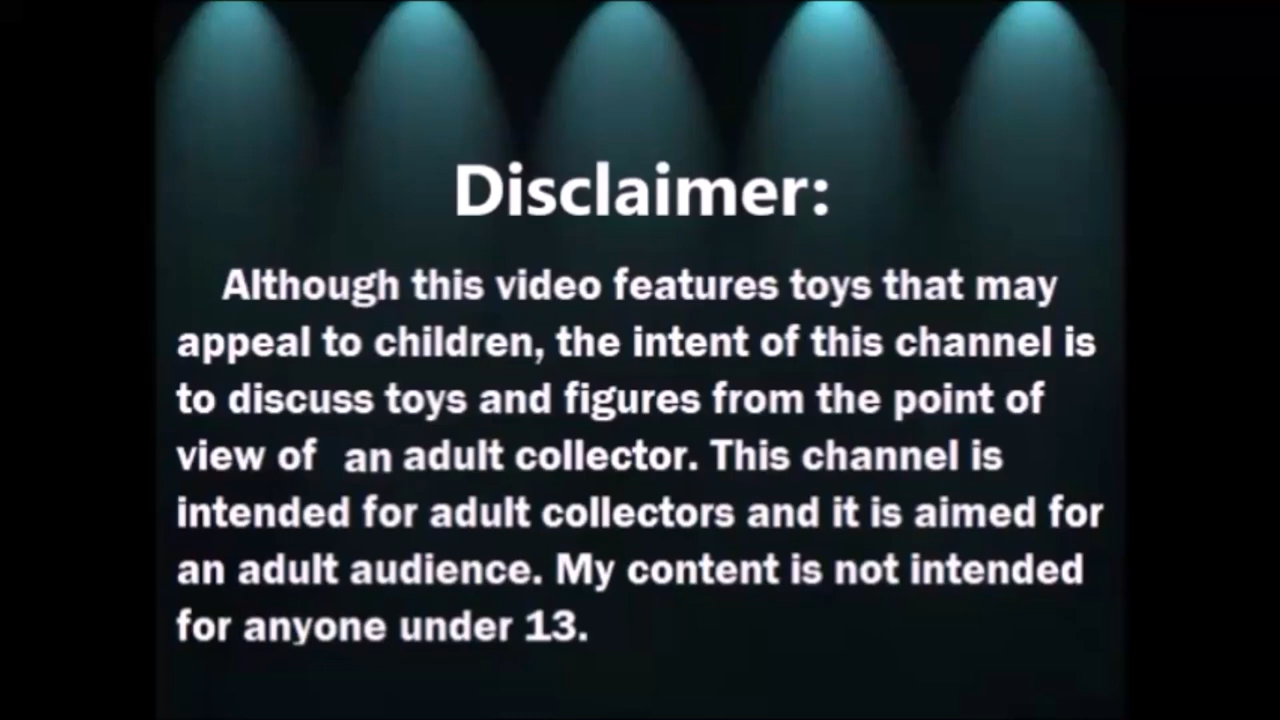 Disclaimer:
Although this video features toys that may
appeal to children, the intent of this channel is
to discuss toys and figures from the point of
view of an adult collector. This channel is
intended for adult collectors and it is aimed for
an adult audience. My content is not intended
for anyone under 13.